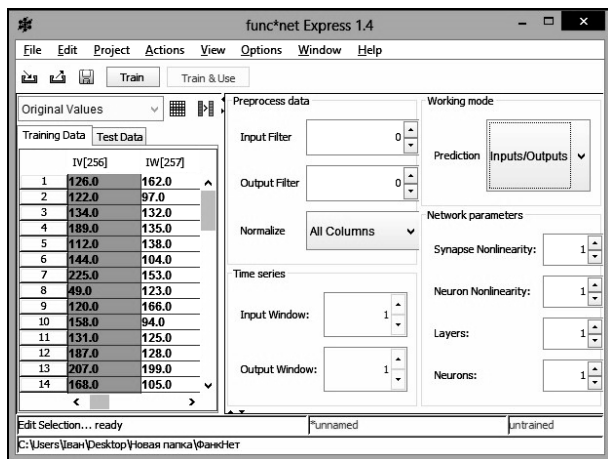 func*net Express 1.4
File Edit Project Actions View Options Window Help
Train Train & Use
Original Values
Training Data Test Data
IV[256] IW[257]
1 126.0 162.0
2 122.0 97.0
3 134.0 132.0
4 189.0 135.0
5 112.0 138.0
6 144.0 104.0
7 225.0 153.0
8 49.0 123.0
9 120.0 166.0
10 158.0 94.0
11 131.0 125.0
12 187.0 128.0
13 207.0 199.0
14 168.0 105.0
Preprocess data
Input Filter 0
Output Filter 0
Normalize All Columns
Time series
Input Window: 1
Output Window: 1
Working mode
Prediction Inputs/Outputs
Network parameters
Synapse Nonlinearity: 1
Neuron Nonlinearity: 1
Layers: 1
Neurons: 1
Edit Selection... ready *unnamed untrained
C:\Users\Іван\Desktop\Новая папка\ФанкНет